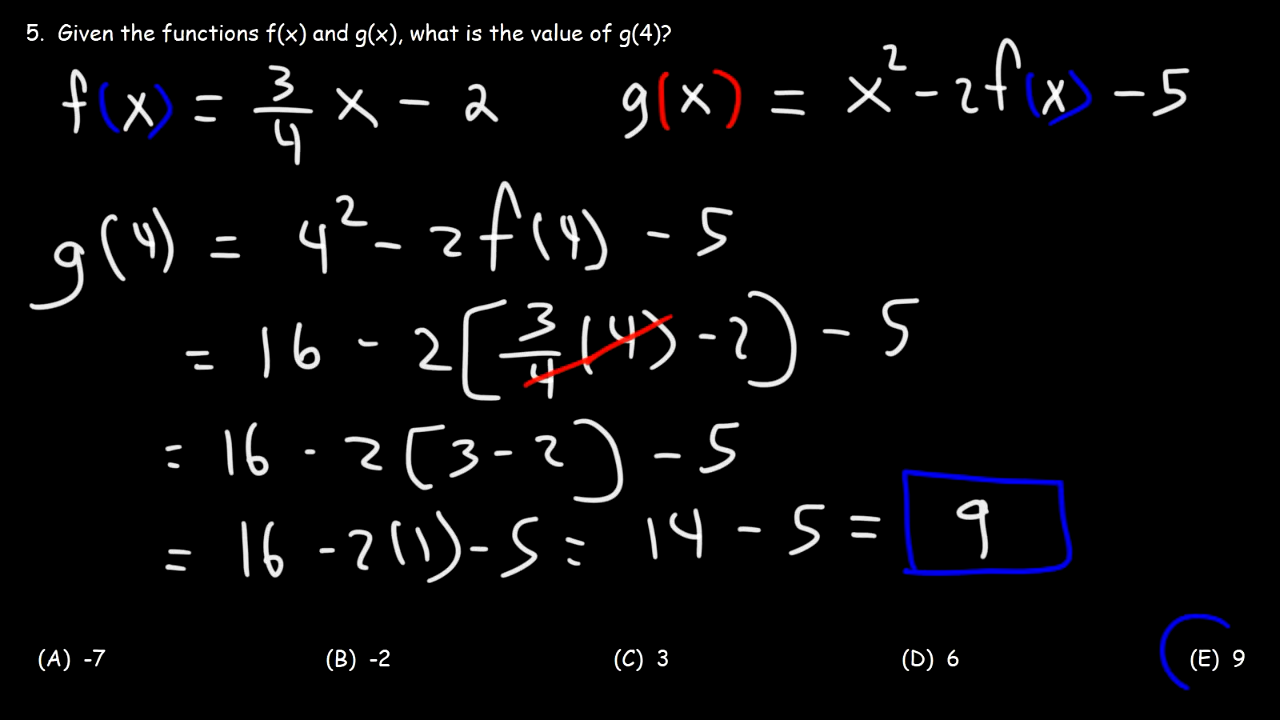 5. Given the functions f(x) and g(x), what is the value of g(4)?
f(x) = 3/4 x - 2 g(x) = x² - 2f(x) - 5
g(4) = 4² - 2f(4) - 5
= 16 - 2[3/4 (4) - 2] - 5
= 16 - 2[3 - 2] - 5
= 16 - 2(1) - 5 = 14 - 5 = 9
(A) -7 (B) -2 (C) 3 (D) 6 (E) 9